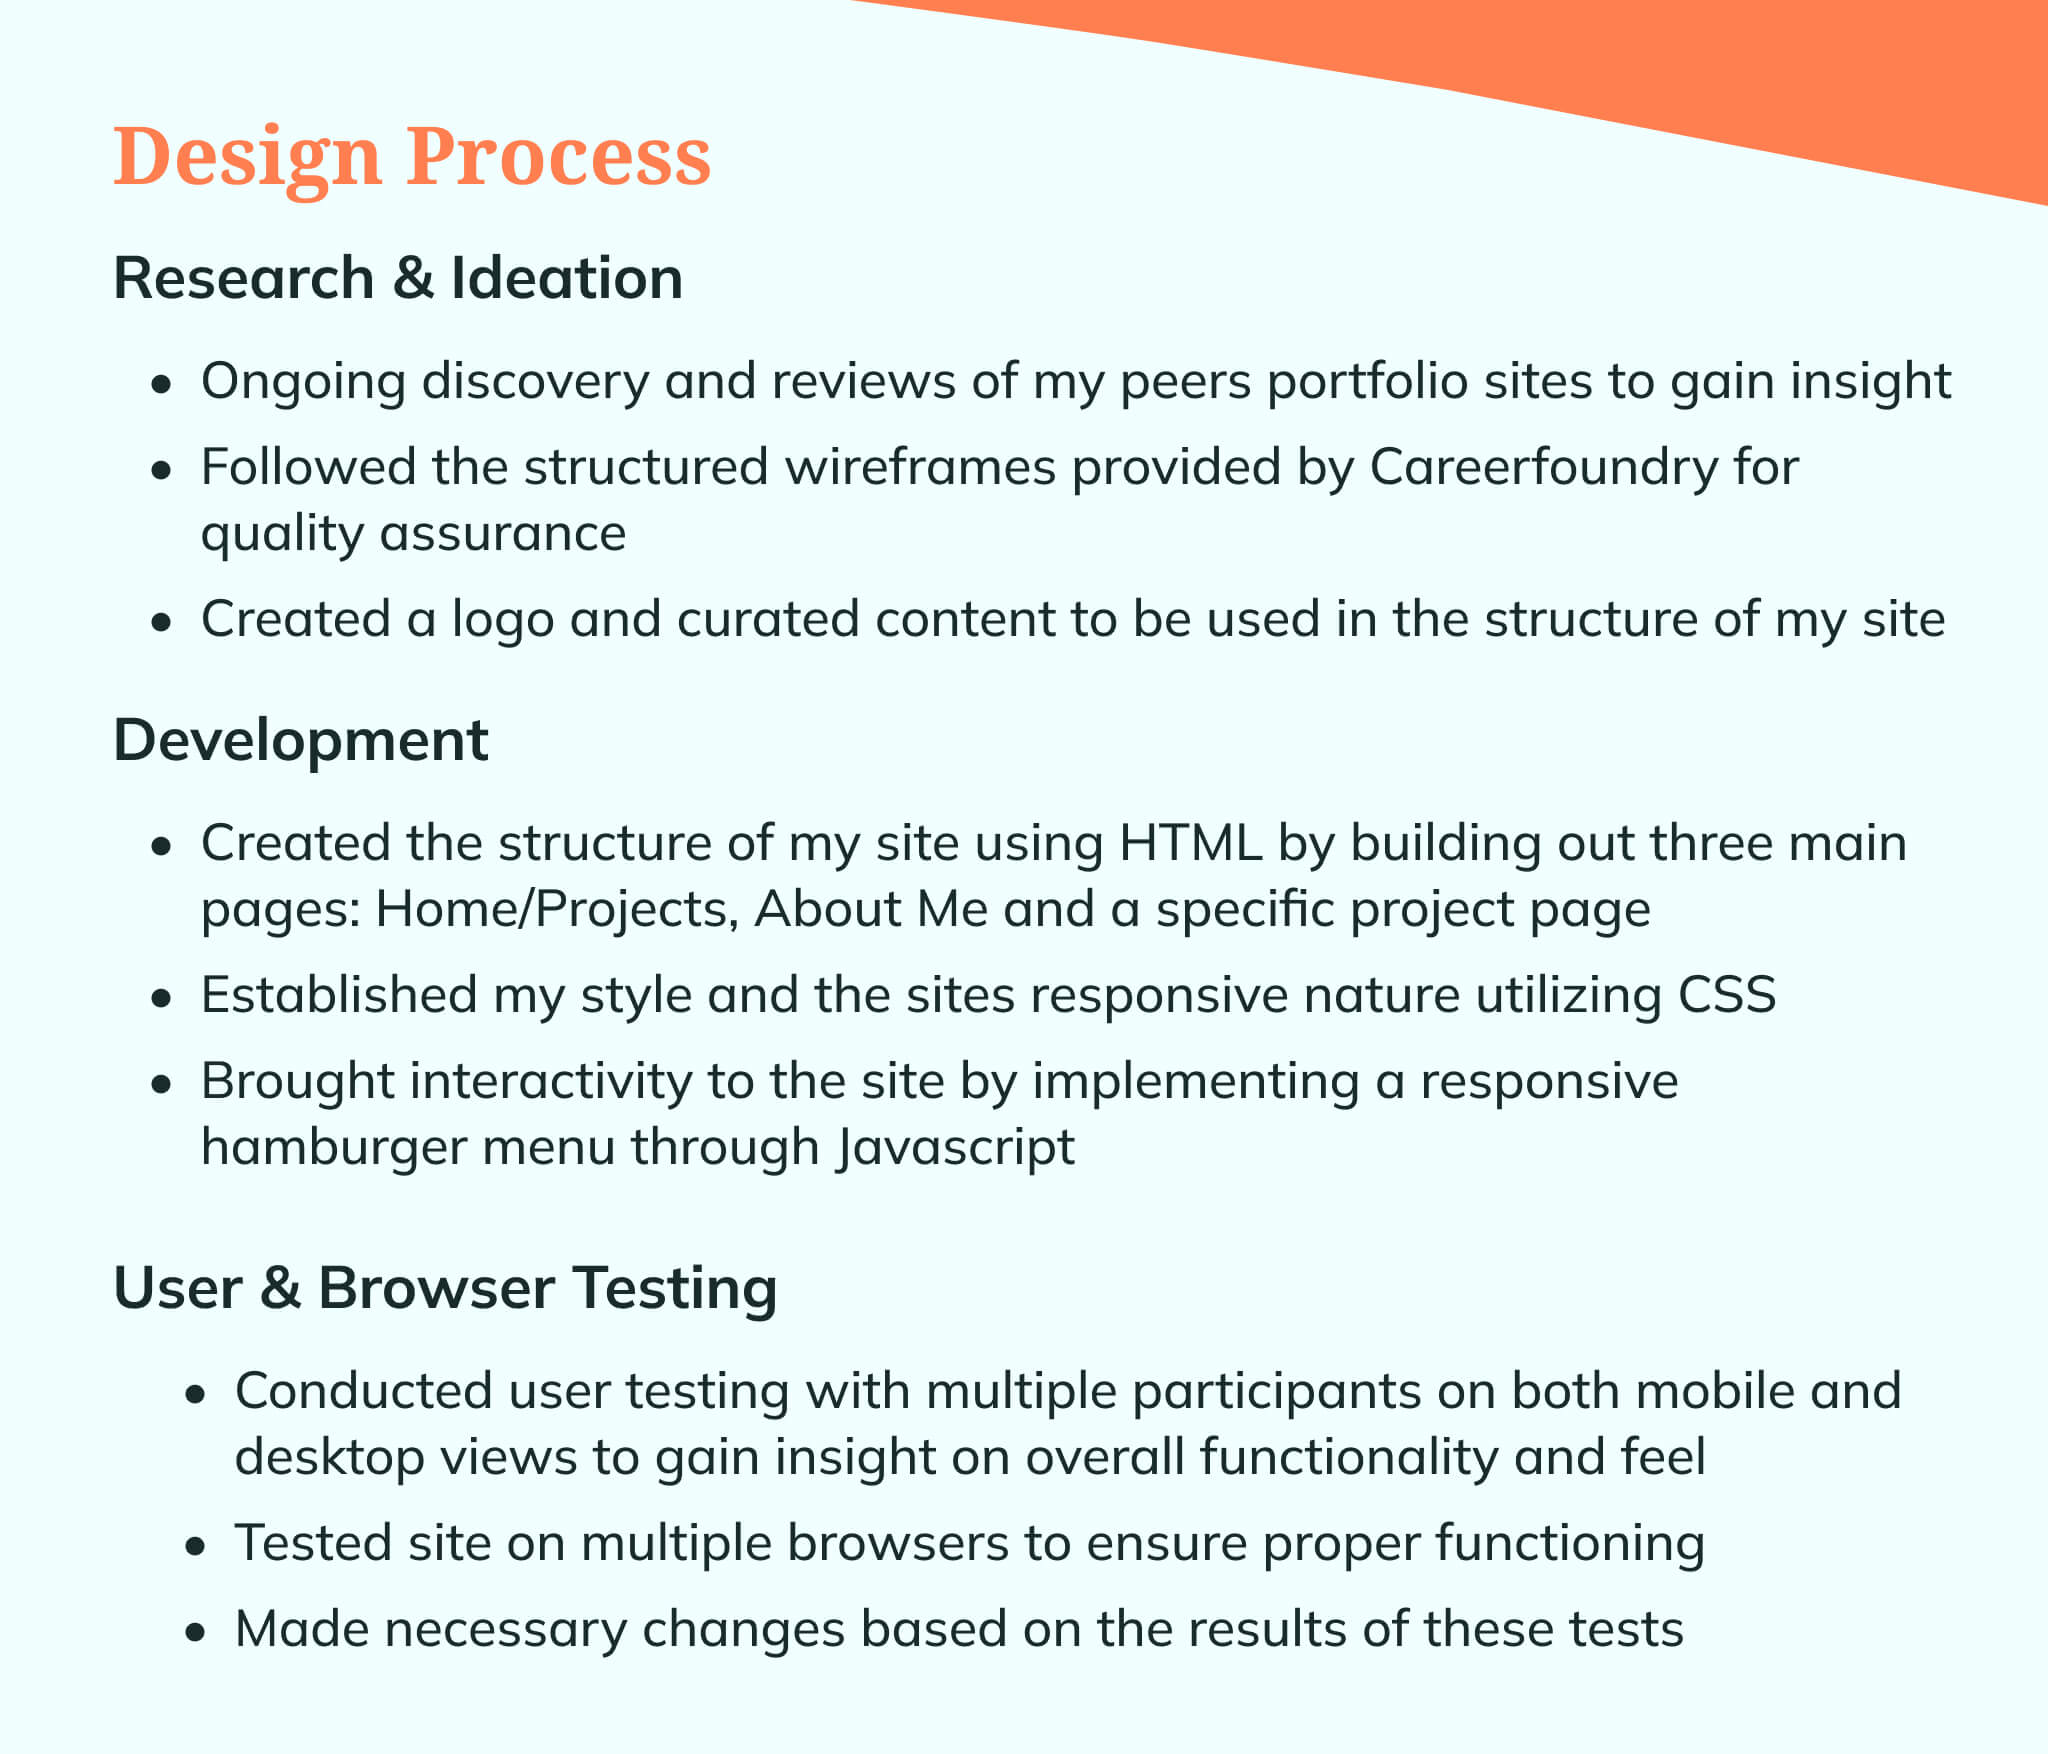 Design Process
Research & Ideation
• Ongoing discovery and reviews of my peers portfolio sites to gain insight
• Followed the structured wireframes provided by Careerfoundry for
quality assurance
• Created a logo and curated content to be used in the structure of my site
Development
• Created the structure of my site using HTML by building out three main
pages: Home/Projects, About Me and a specific project page
• Established my style and the sites responsive nature utilizing CSS
• Brought interactivity to the site by implementing a responsive
hamburger menu through Javascript
User & Browser Testing
• Conducted user testing with multiple participants on both mobile and
desktop views to gain insight on overall functionality and feel
• Tested site on multiple browsers to ensure proper functioning
• Made necessary changes based on the results of these tests